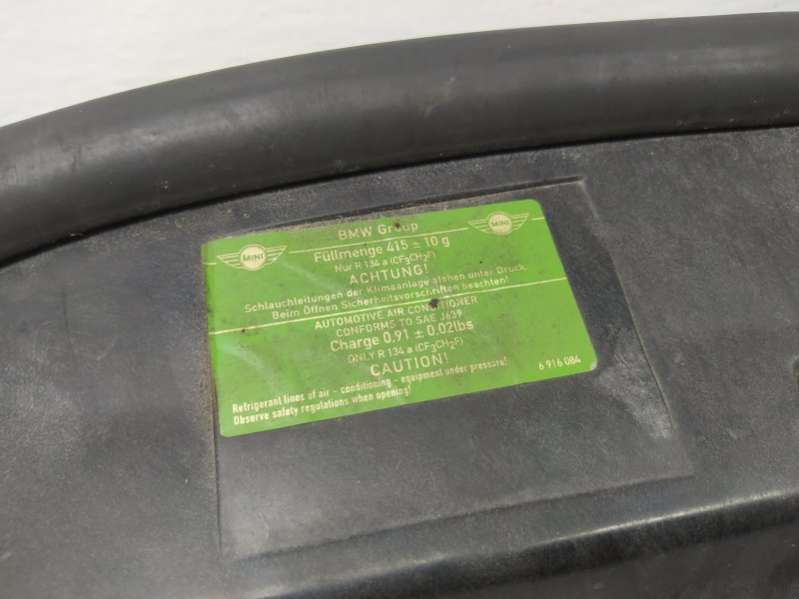 BMW Group
MINI
MINI
Füllmenge 415 ± 10 g
Nur R 134 a (CF3CH2F)
ACHTUNG!
Schlauchleitungen der Klimaanlage stehen unter Druck.
Beim Öffnen Sicherheitsvorschriften beachten!
AUTOMOTIVE AIR CONDITIONER
CONFORMS TO SAE J639
Charge 0.91 ± 0.02lbs
ONLY R 134 a (CF3CH2F)
CAUTION!
Refrigerant lines of air - conditioning - equipment under pressure!
Observe safety regulations when opening!
6 916 084